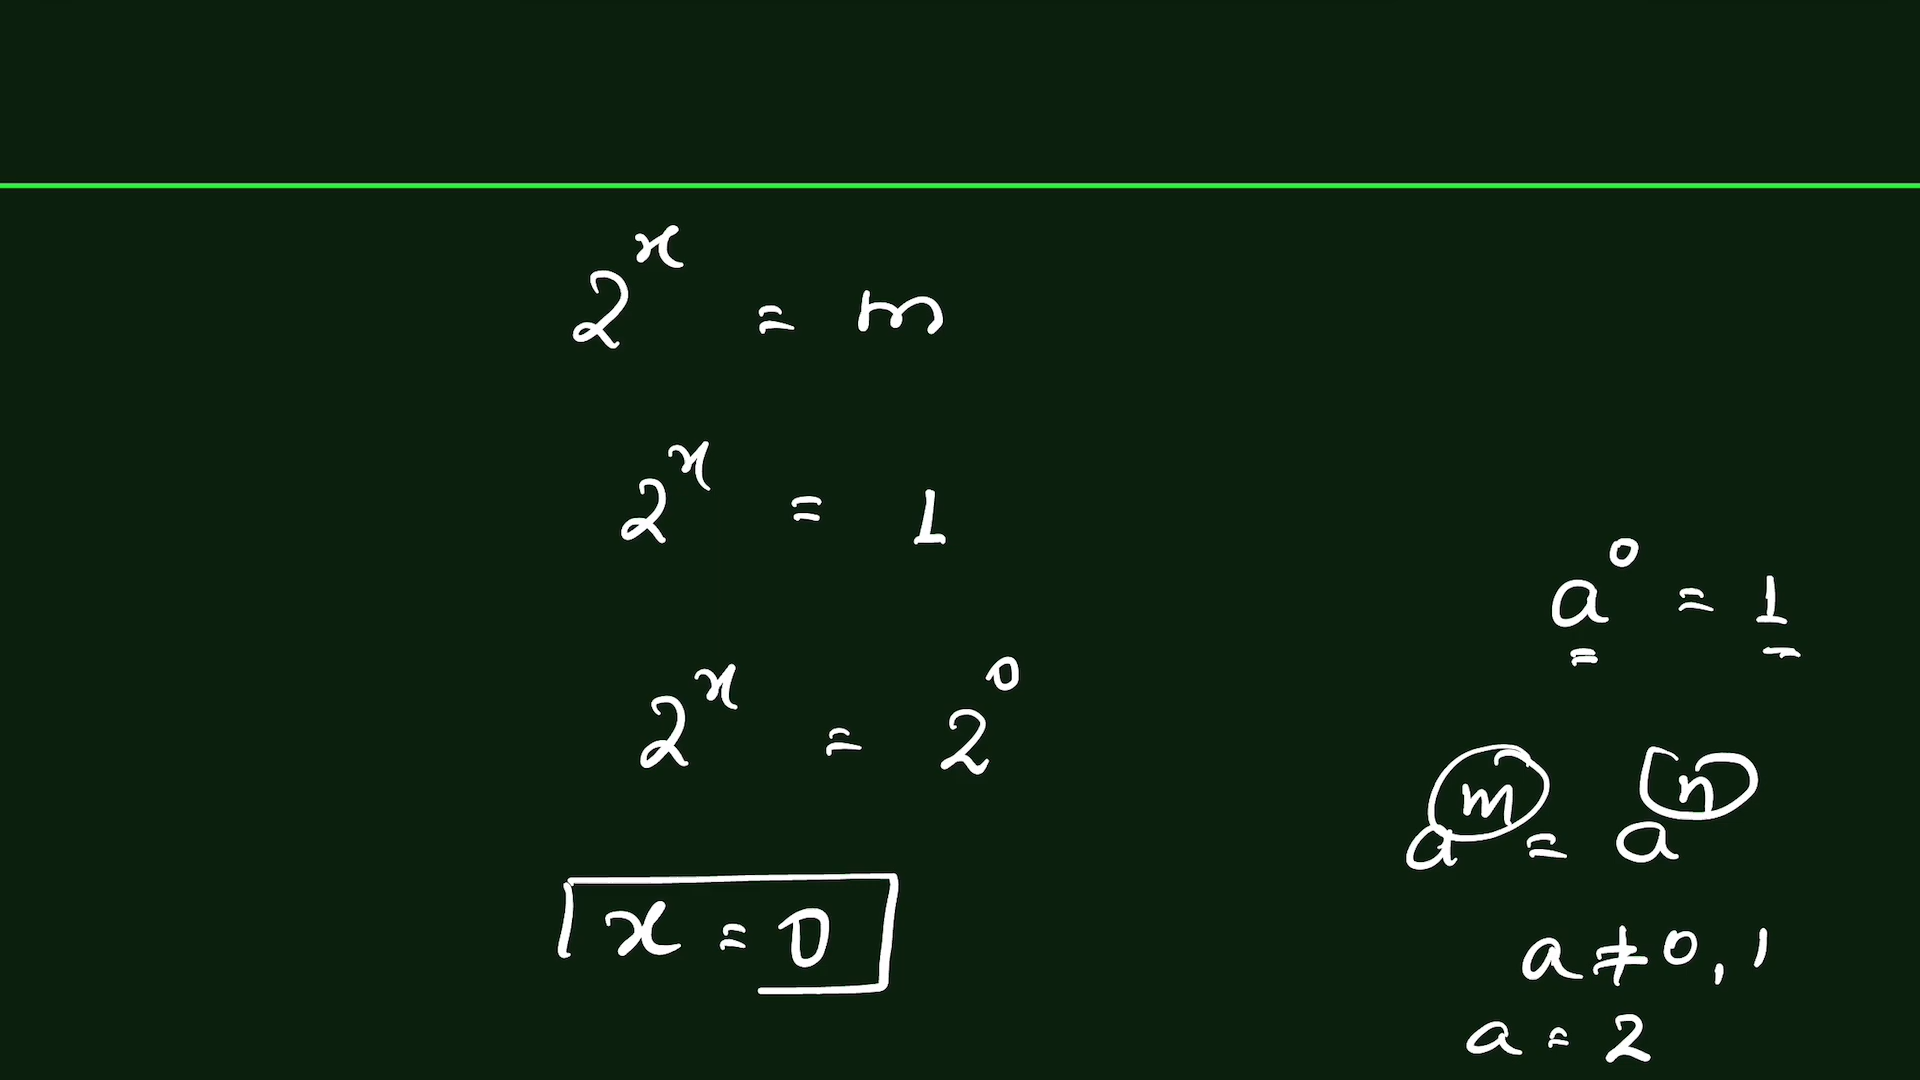 2^x = m
2^x = 1
a^0 = 1
2^x = 2^0
a^m = a^n
x = 0
a ≠ 0, 1
a = 2